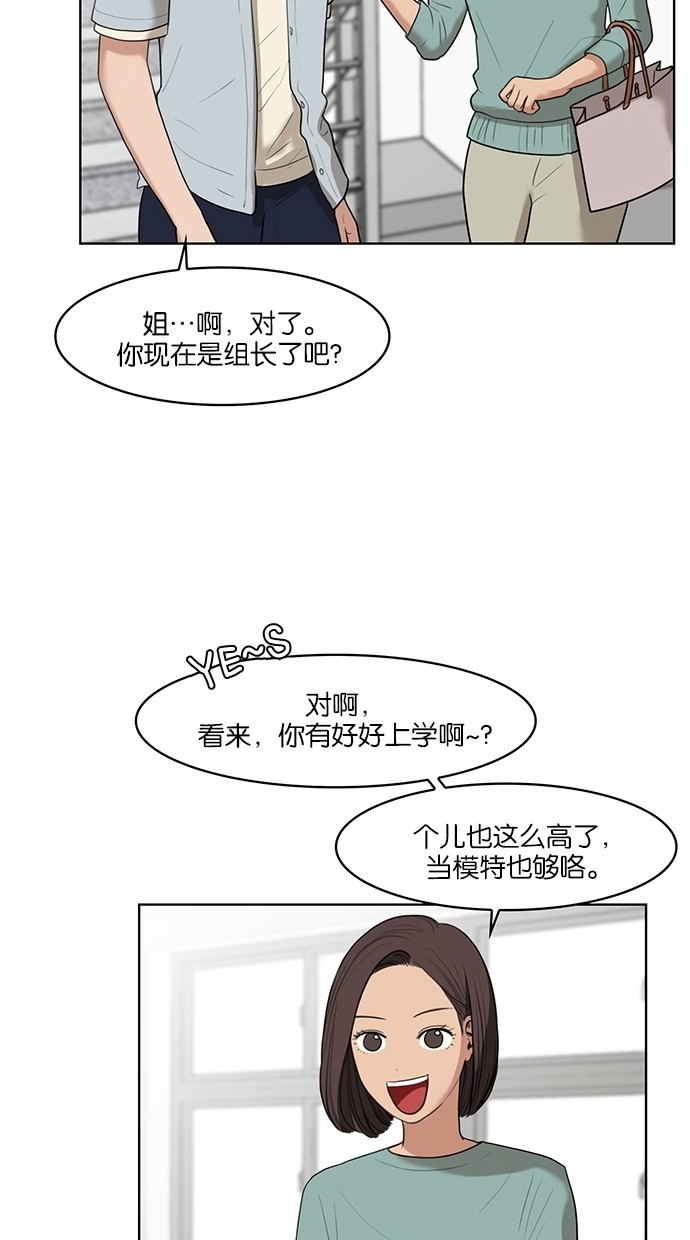 姐…啊，对了。
你现在是组长了吧？
YE~S
对啊，
看来，你有好好上学啊~？
个儿也这么高了，
当模特也够咯。